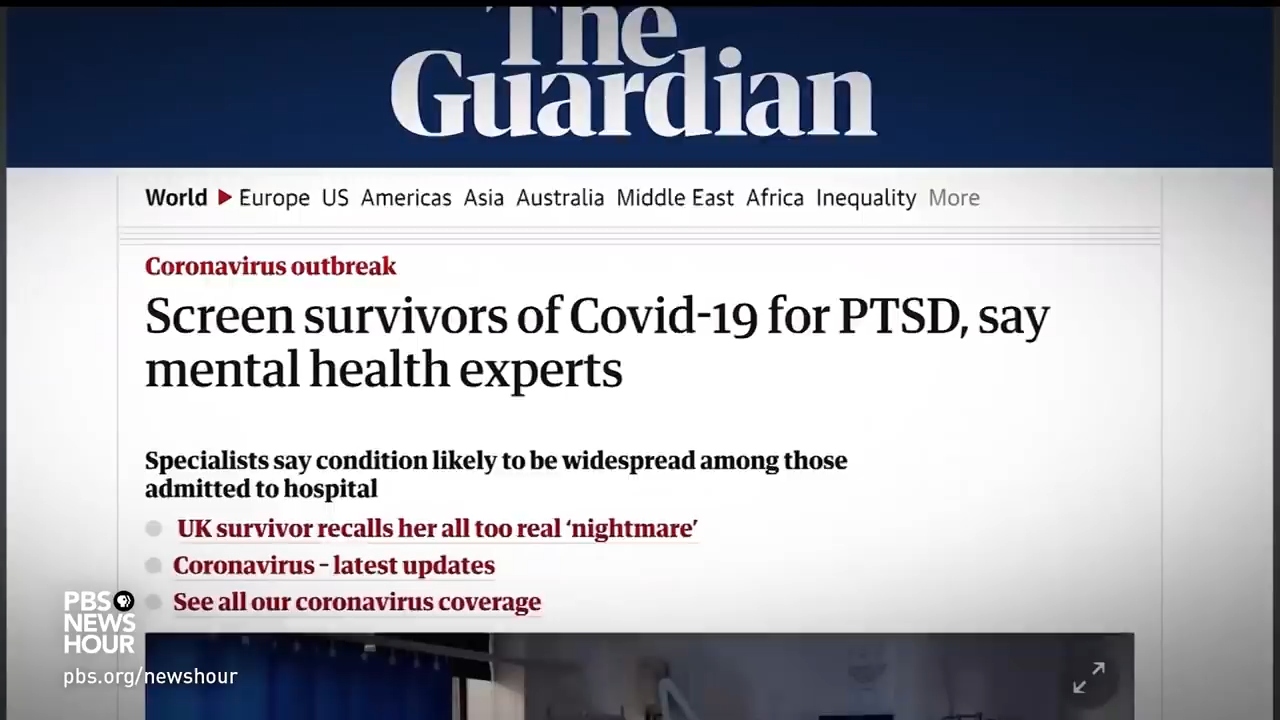 The
Guardian
World Europe US Americas Asia Australia Middle East Africa Inequality More
Coronavirus outbreak
Screen survivors of Covid-19 for PTSD, say
mental health experts
Specialists say condition likely to be widespread among those
admitted to hospital
UK survivor recalls her all too real ‘nightmare’
Coronavirus – latest updates
See all our coronavirus coverage
PBS
NEWS
HOUR
pbs.org/newshour